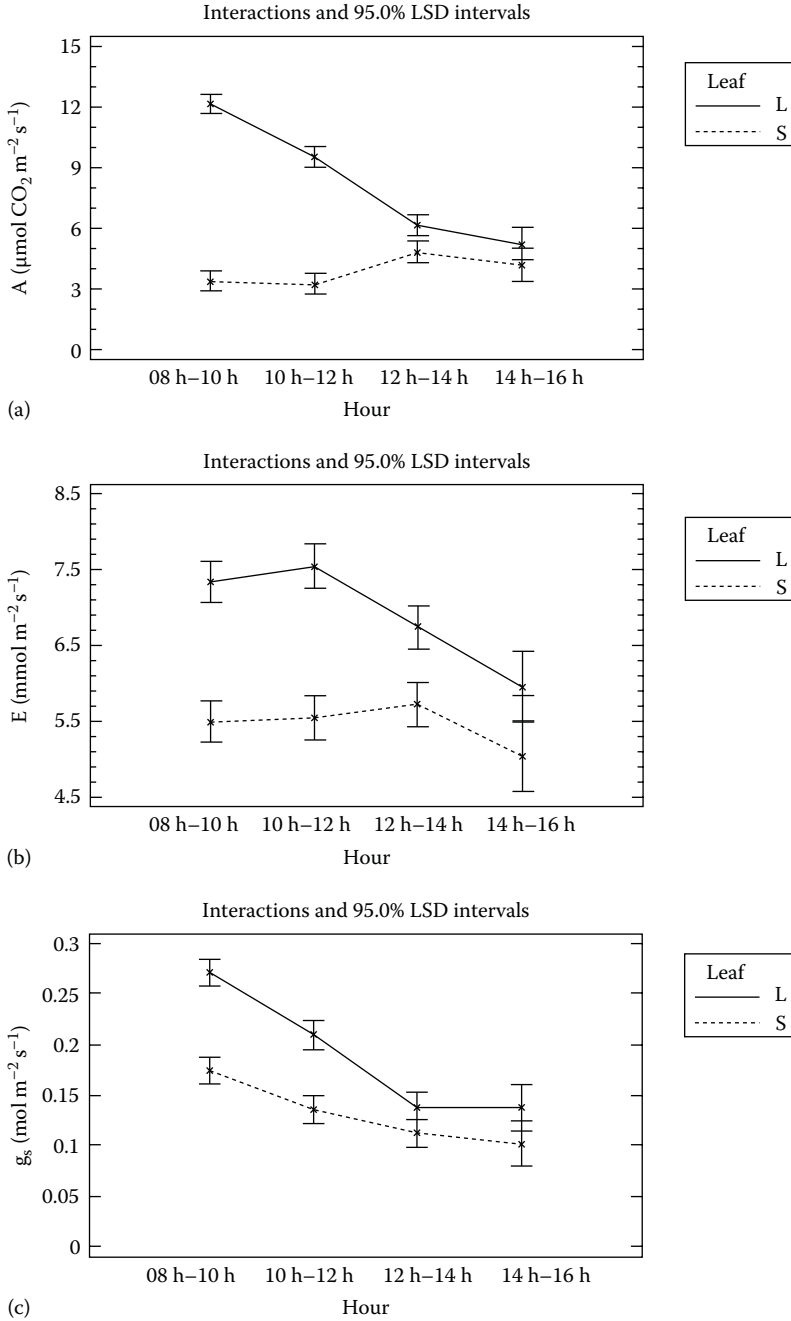 Interactions and 95.0% LSD intervals
15
12
9
6
3
0
A (μmol CO₂ m⁻² s⁻¹)
08 h–10 h 10 h–12 h 12 h–14 h 14 h–16 h
Hour
Leaf
L
S
(a)
Interactions and 95.0% LSD intervals
8.5
7.5
6.5
5.5
4.5
E (mmol m⁻² s⁻¹)
08 h–10 h 10 h–12 h 12 h–14 h 14 h–16 h
Hour
Leaf
L
S
(b)
Interactions and 95.0% LSD intervals
0.3
0.25
0.2
0.15
0.1
0.05
0
gₛ (mol m⁻² s⁻¹)
08 h–10 h 10 h–12 h 12 h–14 h 14 h–16 h
Hour
Leaf
L
S
(c)